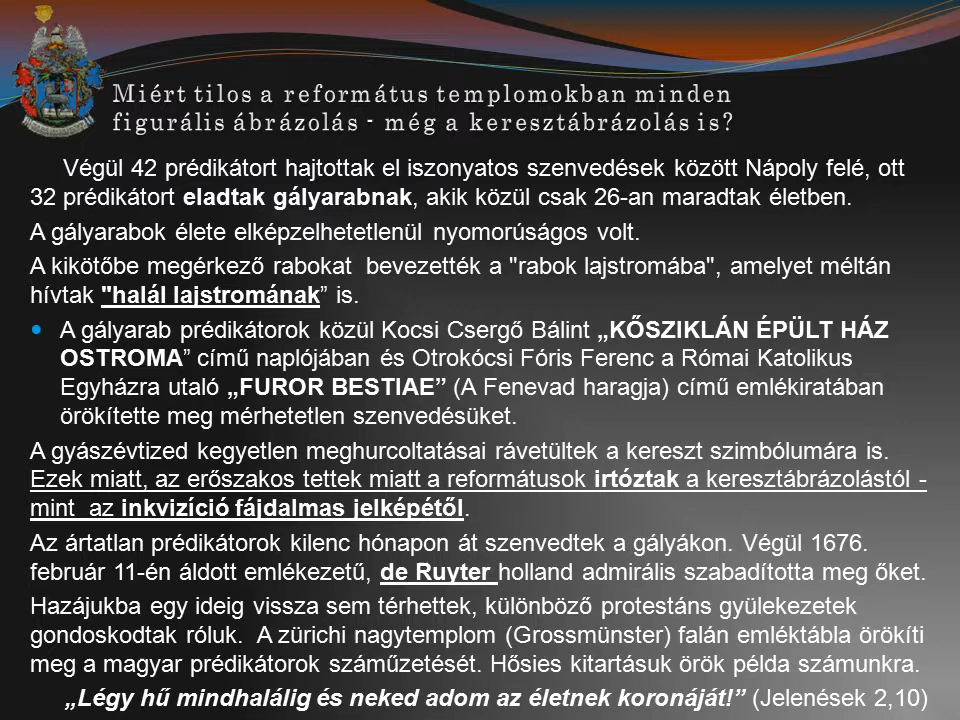 Miért tilos a református templomokban minden
figurális ábrázolás - még a keresztábrázolás is?
Végül 42 prédikátort hajtottak el iszonyatos szenvedések között Nápoly felé, ott
32 prédikátort eladtak gályarabnak, akik közül csak 26-an maradtak életben.
A gályarabok élete elképzelhetetlenül nyomorúságos volt.
A kikötőbe megérkező rabokat bevezették a "rabok lajstromába", amelyet méltán
hívtak "halál lajstromának” is.
• A gályarab prédikátorok közül Kocsi Csergő Bálint „KŐSZIKLÁN ÉPÜLT HÁZ
OSTROMA” című naplójában és Otrokócsi Fóris Ferenc a Római Katolikus
Egyházra utaló „FUROR BESTIAE” (A Fenevad haragja) című emlékiratában
örökítette meg mérhetetlen szenvedésüket.
A gyászévtized kegyetlen meghurcoltatásai rávetültek a kereszt szimbólumára is.
Ezek miatt, az erőszakos tettek miatt a reformátusok irtóztak a keresztábrázolástól -
mint az inkvizíció fájdalmas jelképétől.
Az ártatlan prédikátorok kilenc hónapon át szenvedtek a gályákon. Végül 1676.
február 11-én áldott emlékezetű, de Ruyter holland admirális szabadította meg őket.
Hazájukba egy ideig vissza sem térhettek, különböző protestáns gyülekezetek
gondoskodtak róluk. A zürichi nagytemplom (Grossmünster) falán emléktábla örökíti
meg a magyar prédikátorok száműzetését. Hősies kitartásuk örök példa számunkra.
„Légy hű mindhalálig és neked adom az életnek koronáját!” (Jelenések 2,10)